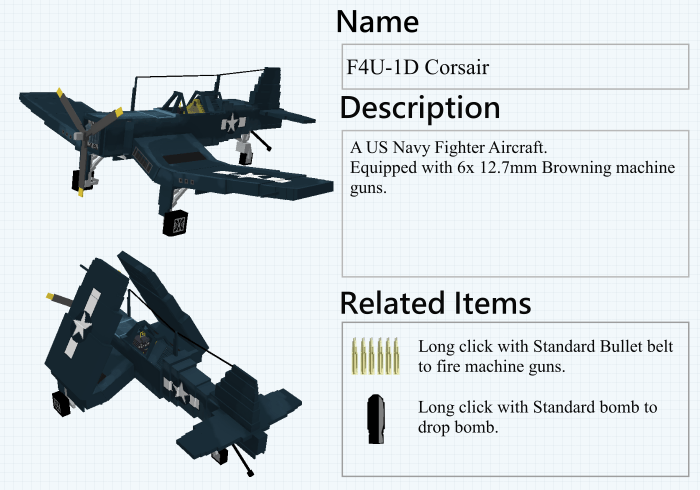 Name
F4U-1D Corsair
Description
A US Navy Fighter Aircraft.
Equipped with 6x 12.7mm Browning machine
guns.
Related Items
Long click with Standard Bullet belt
to fire machine guns.
Long click with Standard bomb to
drop bomb.